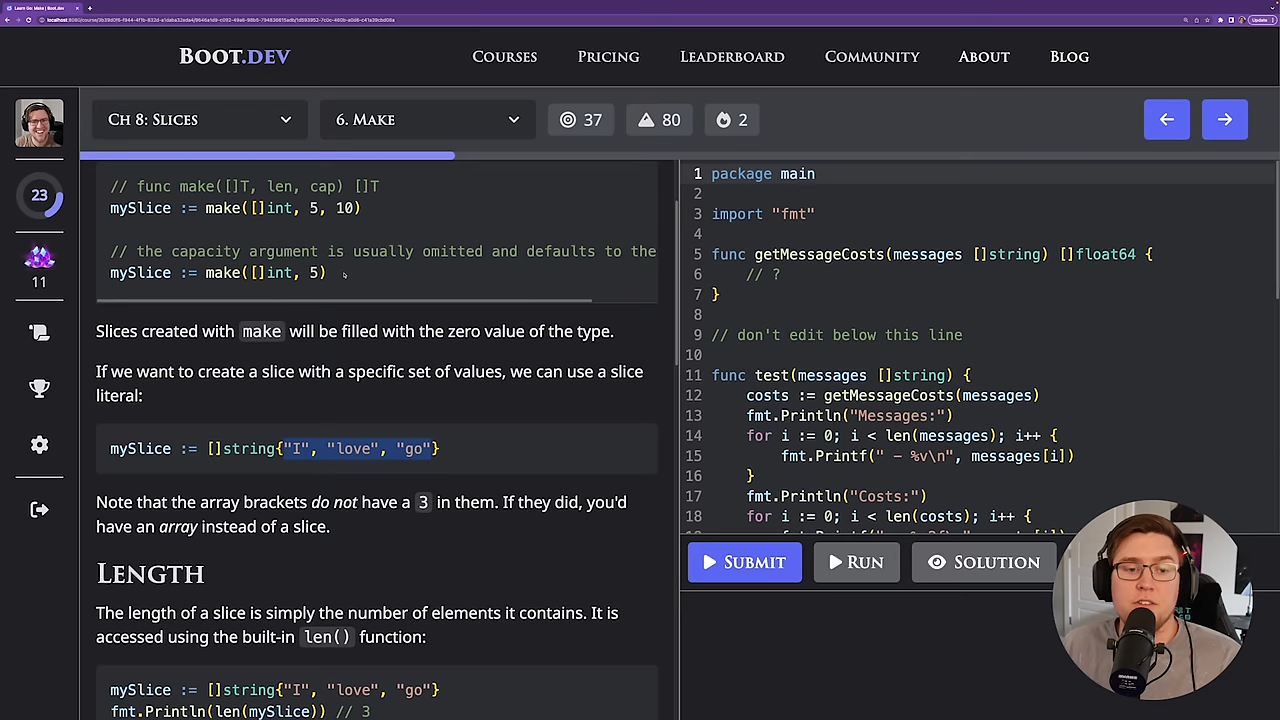 Learn Go: Make | Boot.dev
Update
BOOT.DEV
COURSES
PRICING
LEADERBOARD
COMMUNITY
ABOUT
BLOG
CH 8: SLICES
6. MAKE
37
80
2
23
11
// func make([]T, len, cap) []T
mySlice := make([]int, 5, 10)
// the capacity argument is usually omitted and defaults to the
mySlice := make([]int, 5)
Slices created with make will be filled with the zero value of the type.
If we want to create a slice with a specific set of values, we can use a slice
literal:
mySlice := []string{"I", "love", "go"}
Note that the array brackets do not have a 3 in them. If they did, you'd
have an array instead of a slice.
LENGTH
The length of a slice is simply the number of elements it contains. It is
accessed using the built-in len() function:
mySlice := []string{"I", "love", "go"}
fmt.Println(len(mySlice)) // 3
1 package main
2
3 import "fmt"
4
5 func getMessageCosts(messages []string) []float64 {
6 // ?
7 }
8
9 // don't edit below this line
10
11 func test(messages []string) {
12 costs := getMessageCosts(messages)
13 fmt.Println("Messages:")
14 for i := 0; i < len(messages); i++ {
15 fmt.Printf(" - %v\n", messages[i])
16 }
17 fmt.Println("Costs:")
18 for i := 0; i < len(costs); i++ {
SUBMIT
RUN
SOLUTION